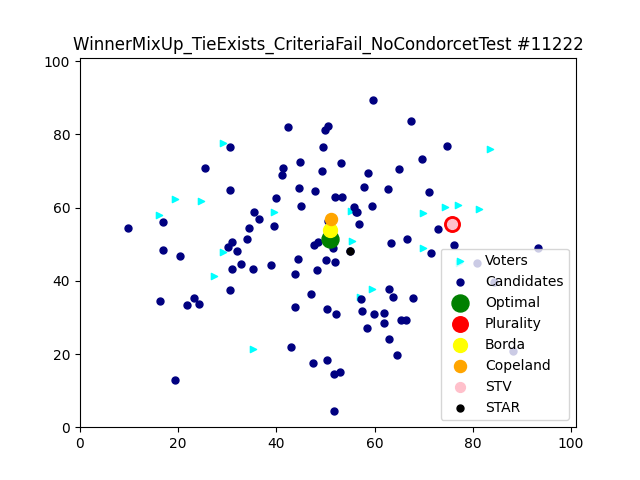 WinnerMixUp_TieExists_CriteriaFail_NoCondorcetTest #11222
100
80
60
40
20
0
0 20 40 60 80 100
Voters
Candidates
Optimal
Plurality
Borda
Copeland
STV
STAR